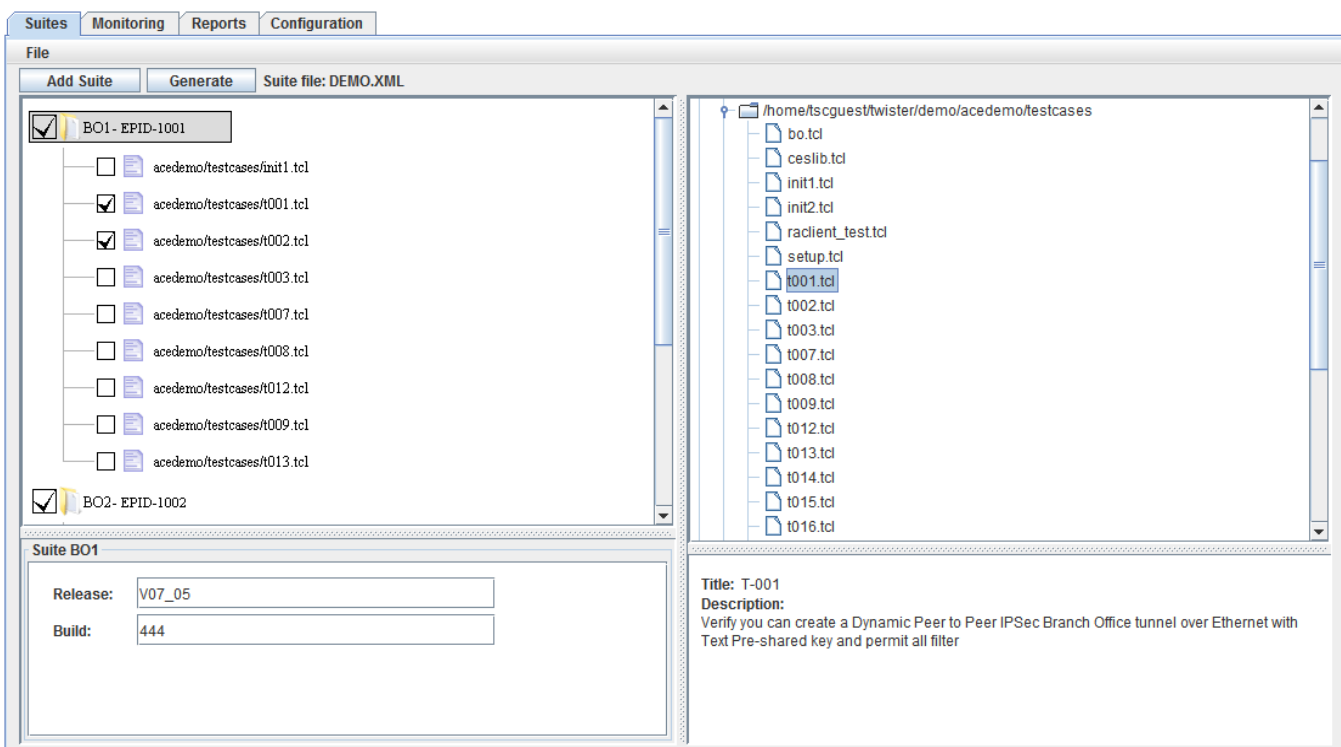 Suites Monitoring Reports Configuration
File
Add Suite Generate Suite file: DEMO.XML
BO1- EPID-1001
acedemo/testcases/init1.tcl
acedemo/testcases/t001.tcl
acedemo/testcases/t002.tcl
acedemo/testcases/t003.tcl
acedemo/testcases/t007.tcl
acedemo/testcases/t008.tcl
acedemo/testcases/t012.tcl
acedemo/testcases/t009.tcl
acedemo/testcases/t013.tcl
BO2- EPID-1002
Suite BO1
Release: V07_05
Build: 444
/home/tscguest/twister/demo/acedemo/testcases
bo.tcl
ceslib.tcl
init1.tcl
init2.tcl
raclient_test.tcl
setup.tcl
t001.tcl
t002.tcl
t003.tcl
t007.tcl
t008.tcl
t009.tcl
t012.tcl
t013.tcl
t014.tcl
t015.tcl
t016.tcl
Title: T-001
Description:
Verify you can create a Dynamic Peer to Peer IPSec Branch Office tunnel over Ethernet with
Text Pre-shared key and permit all filter